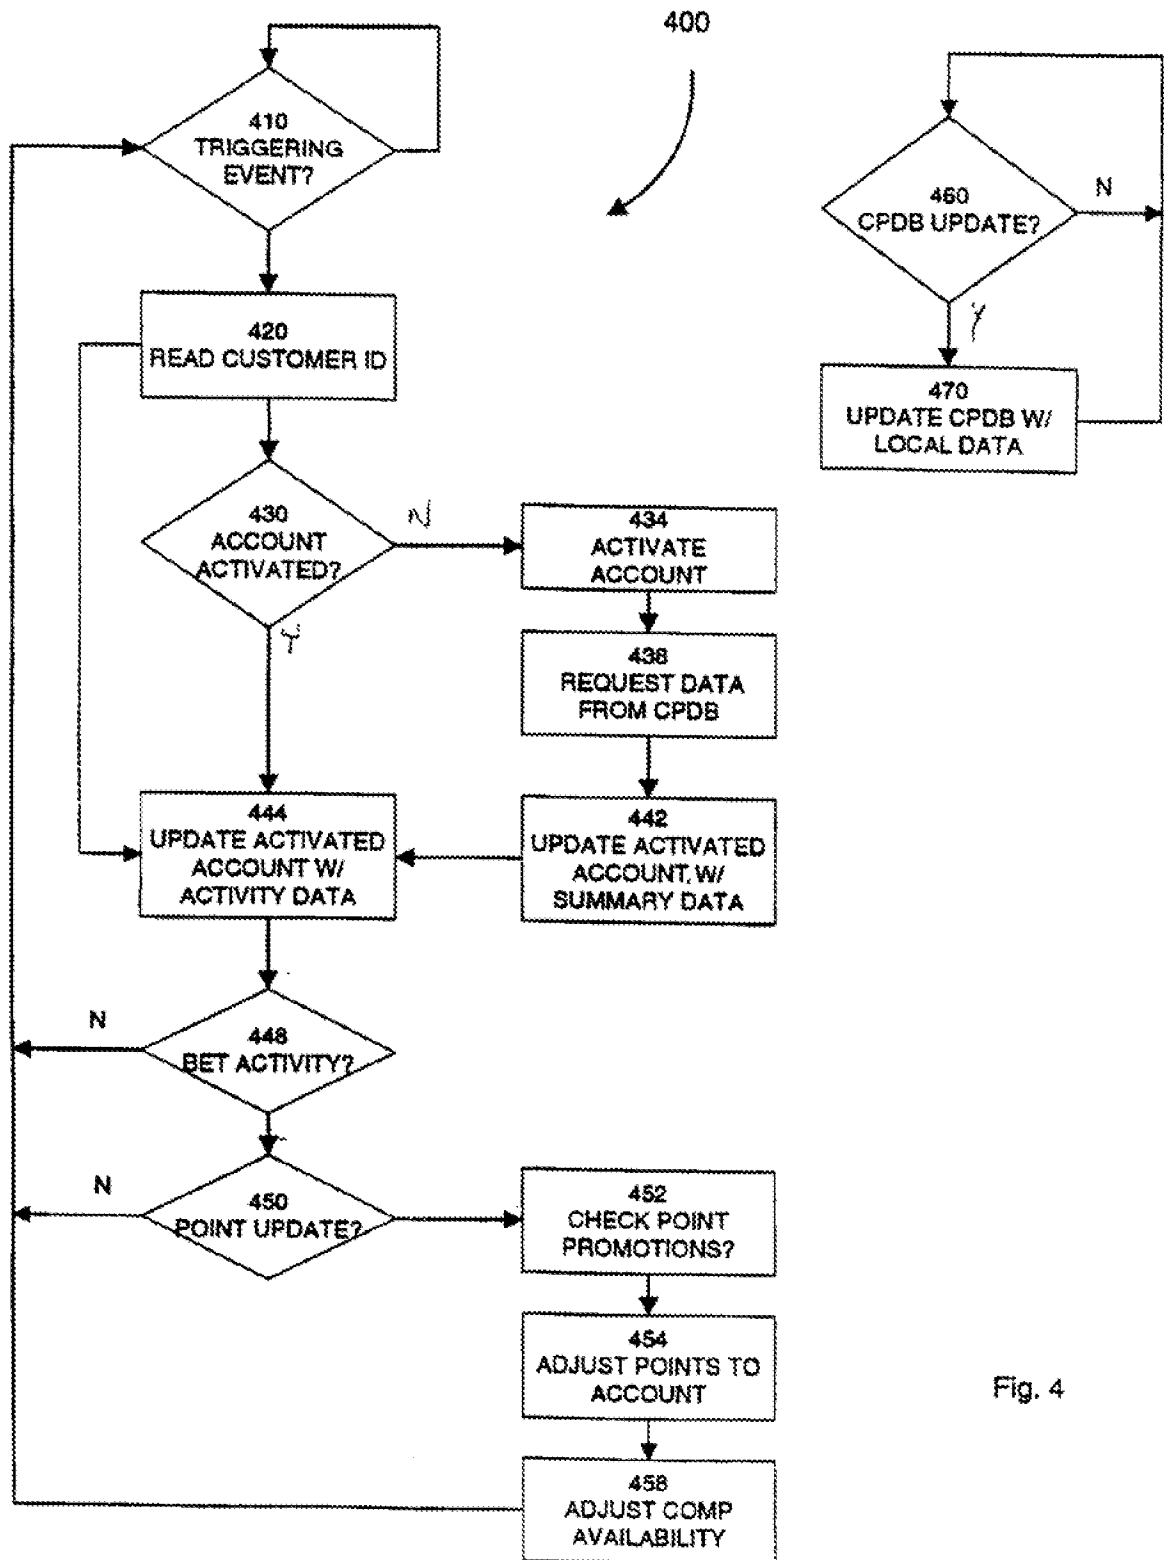 400
410
TRIGGERING
EVENT?
460
CPDB UPDATE?
N
Y
470
UPDATE CPDB W/
LOCAL DATA
420
READ CUSTOMER ID
430
ACCOUNT
ACTIVATED?
N
Y
434
ACTIVATE
ACCOUNT
438
REQUEST DATA
FROM CPDB
442
UPDATE ACTIVATED
ACCOUNT, W/
SUMMARY DATA
444
UPDATE ACTIVATED
ACCOUNT W/
ACTIVITY DATA
N
448
BET ACTIVITY?
N
450
POINT UPDATE?
452
CHECK POINT
PROMOTIONS?
454
ADJUST POINTS TO
ACCOUNT
458
ADJUST COMP
AVAILABILITY
Fig. 4